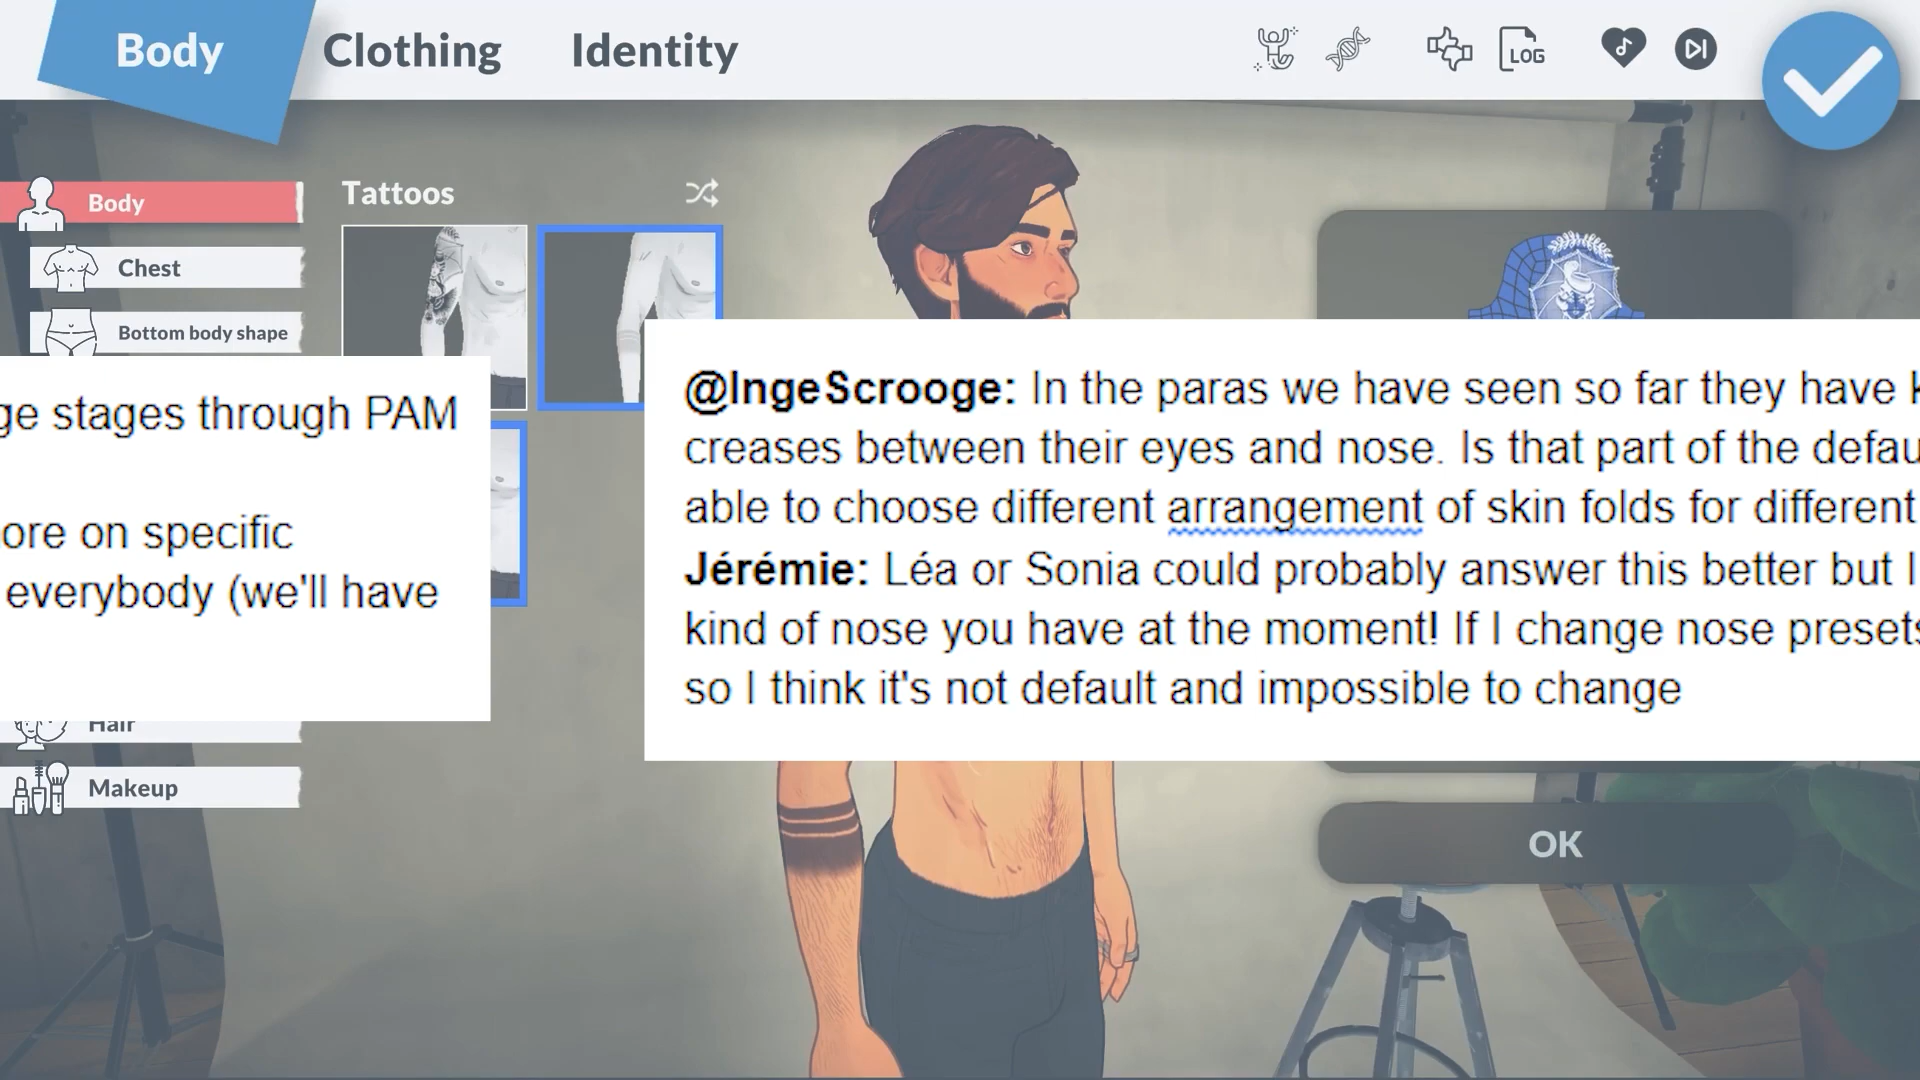 Body Clothing Identity
LOG
Body
Tattoos
Chest
Bottom body shape
Hair
Makeup
stages through PAM
on specific
everybody (we'll have
@IngeScrooge: In the paras we have seen so far they have
creases between their eyes and nose. Is that part of the
able to choose different arrangement of skin folds for different
Jérémie: Léa or Sonia could probably answer this better but I
kind of nose you have at the moment! If I change nose presets
so I think it's not default and impossible to change
OK